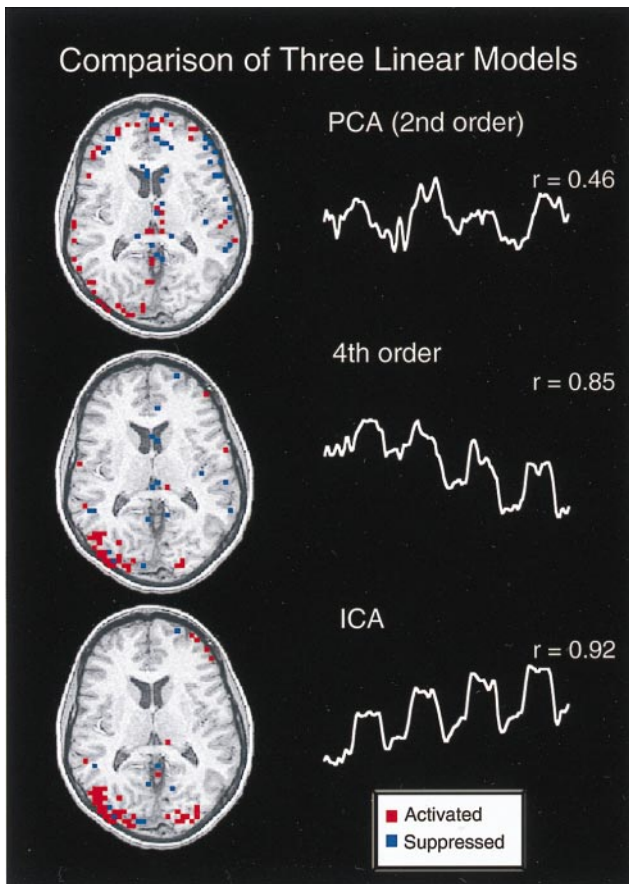 Comparison of Three Linear Models
PCA (2nd order)
r = 0.46
4th order
r = 0.85
ICA
r = 0.92
Activated
Suppressed